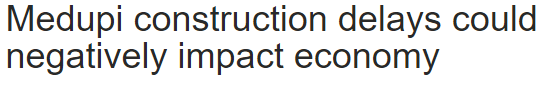 Medupi construction delays could
negatively impact economy